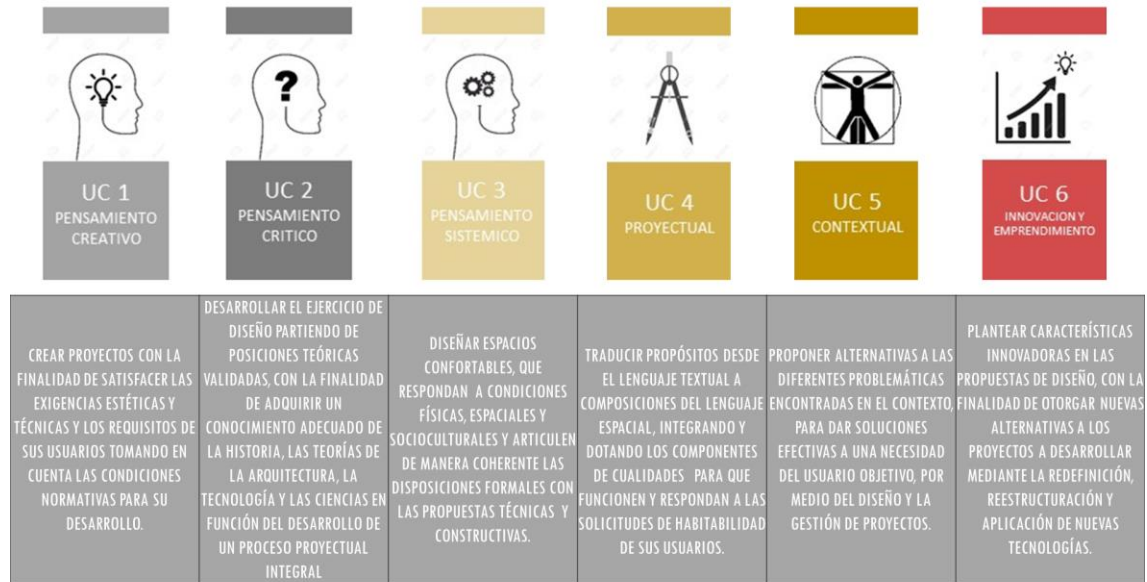 UC 1
PENSAMIENTO
CREATIVO
UC 2
PENSAMIENTO
CRITICO
UC 3
PENSAMIENTO
SISTEMICO
UC 4
PROYECTUAL
UC 5
CONTEXTUAL
UC 6
INNOVACION Y
EMPRENDIMIENTO
CREAR PROYECTOS CON LA
FINALIDAD DE SATISFACER LAS
EXIGENCIAS ESTÉTICAS Y
TÉCNICAS Y LOS REQUISITOS DE
SUS USUARIOS TOMANDO EN
CUENTA LAS CONDICIONES
NORMATIVAS PARA SU
DESARROLLO.
DESARROLLAR EL EJERCICIO DE
DISEÑO PARTIENDO DE
POSICIONES TEÓRICAS
VALIDADAS, CON LA FINALIDAD
DE ADQUIRIR UN
CONOCIMIENTO ADECUADO DE
LA HISTORIA, LAS TEORÍAS DE
LA ARQUITECTURA, LA
TECNOLOGÍA Y LAS CIENCIAS EN
FUNCIÓN DEL DESARROLLO DE
UN PROCESO PROYECTUAL
INTEGRAL
DISEÑAR ESPACIOS
CONFORTABLES, QUE
RESPONDAN A CONDICIONES
FÍSICAS, ESPACIALES Y
SOCIOCULTURALES Y ARTICULEN
DE MANERA COHERENTE LAS
DISPOSICIONES FORMALES CON
LAS PROPUESTAS TÉCNICAS Y
CONSTRUCTIVAS.
TRADUCIR PROPÓSITOS DESDE
EL LENGUAJE TEXTUAL A
COMPOSICIONES DEL LENGUAJE
ESPACIAL, INTEGRANDO Y
DOTANDO LOS COMPONENTES
DE CUALIDADES PARA QUE
FUNCIONEN Y RESPONDAN A LAS
SOLICITUDES DE HABITABILIDAD
DE SUS USUARIOS.
PROPONER ALTERNATIVAS A LAS
DIFERENTES PROBLEMÁTICAS
ENCONTRADAS EN EL CONTEXTO,
PARA DAR SOLUCIONES
EFECTIVAS A UNA NECESIDAD
DEL USUARIO OBJETIVO, POR
MEDIO DEL DISEÑO Y LA
GESTIÓN DE PROYECTOS.
PLANTEAR CARACTERÍSTICAS
INNOVADORAS EN LAS
PROPUESTAS DE DISEÑO, CON LA
FINALIDAD DE OTORGAR NUEVAS
ALTERNATIVAS A LOS
PROYECTOS A DESARROLLAR
MEDIANTE LA REDEFINICIÓN,
REESTRUCTURACIÓN Y
APLICACIÓN DE NUEVAS
TECNOLOGÍAS.